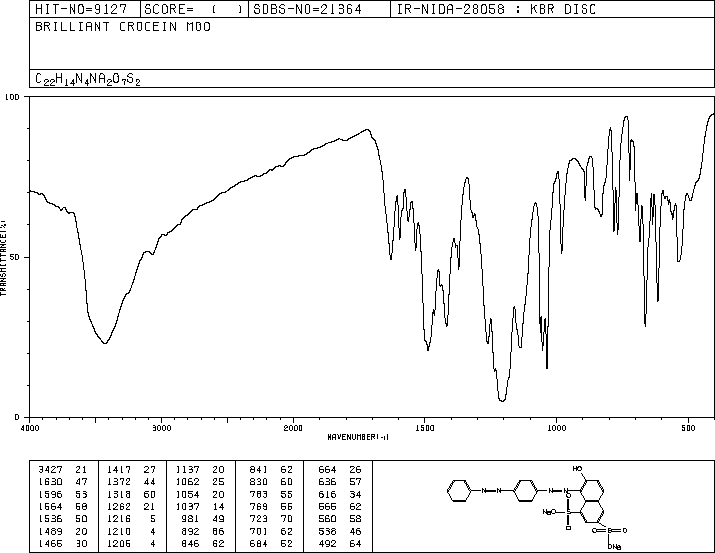 HIT-NO=9127 SCORE= ( ) SDBS-NO=21364 IR-NIDA-28058 : KBR DISC
BRILLIANT CROCEIN MOO
C22H14N4NA2O7S2
100
50
0
TRANSMITTANCE(%)
4000 3000 2000 1500 1000 500
WAVENUMBER(-1)
3427 21 1417 27 1137 20 841 62 664 26
1630 47 1372 44 1062 25 830 60 636 57
1596 53 1318 60 1054 20 783 55 616 34
1564 58 1262 21 1037 14 769 55 565 62
1536 50 1216 5 981 49 723 70 560 58
1489 20 1210 4 892 86 701 62 538 46
1465 30 1205 4 846 62 684 52 492 64
HO
N N N N
NaO S O
O
O
O S O
ONa